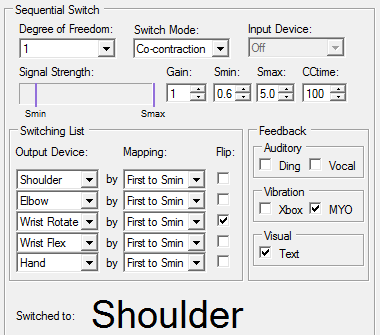 Sequential Switch
Degree of Freedom: Switch Mode: Input Device:
1 Co-contraction Off
Signal Strength: Gain: Smin: Smax: CCtime:
1 0.6 5.0 100
Smin Smax
Switching List
Output Device: Mapping: Flip:
Shoulder by First to Smin
Elbow by First to Smin
Wrist Rotate by First to Smin
Wrist Flex by First to Smin
Hand by First to Smin
Feedback
Auditory
Ding Vocal
Vibration
Xbox MYO
Visual
Text
Switched to: Shoulder